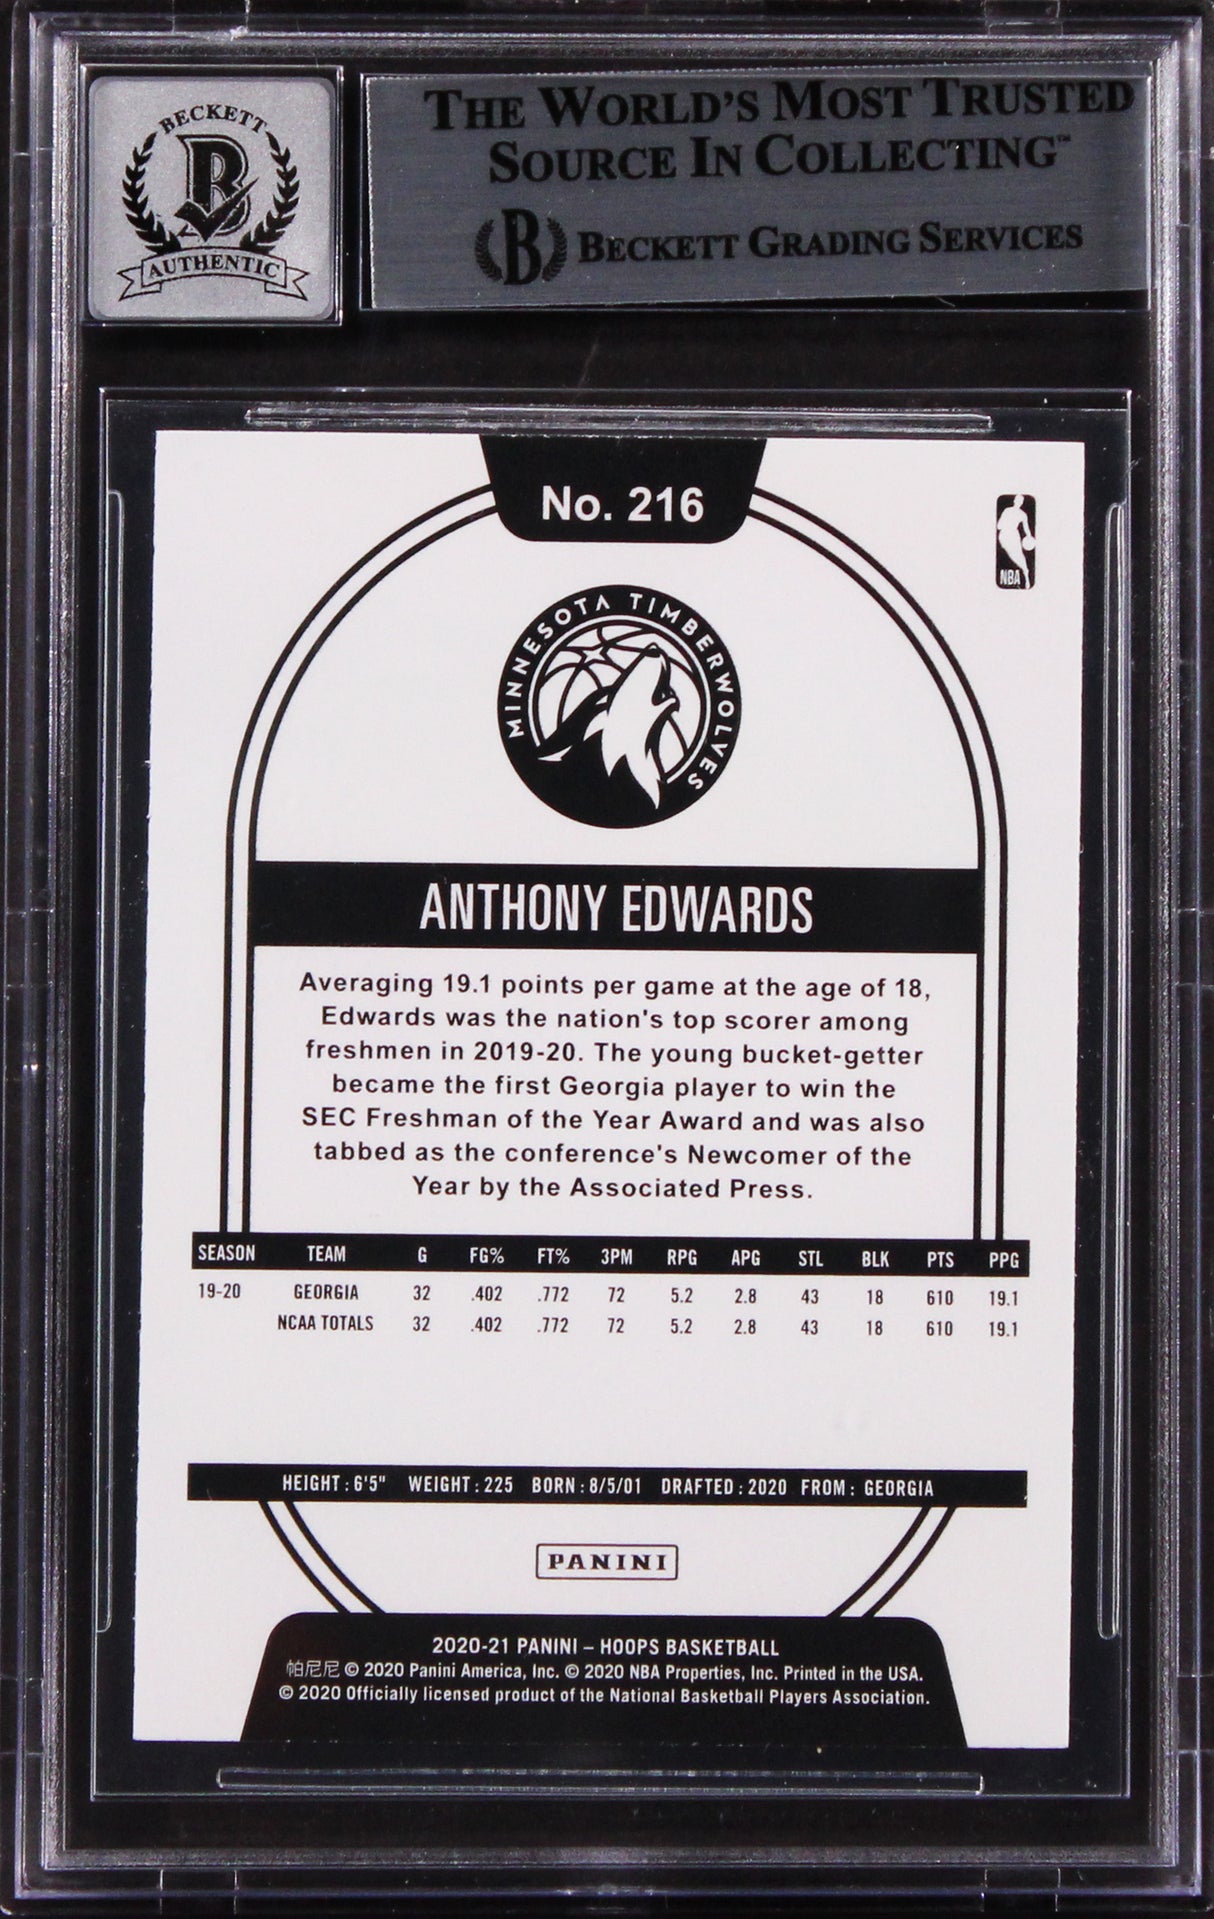 BECKETT
B
AUTHENTIC
THE WORLD'S MOST TRUSTED
SOURCE IN COLLECTING™
B BECKETT GRADING SERVICES
No. 216
NBA
MINNESOTA TIMBERWOLVES
ANTHONY EDWARDS
Averaging 19.1 points per game at the age of 18,
Edwards was the nation's top scorer among
freshmen in 2019-20. The young bucket-getter
became the first Georgia player to win the
SEC Freshman of the Year Award and was also
tabbed as the conference's Newcomer of the
Year by the Associated Press.
SEASON TEAM G FG% FT% 3PM RPG APG STL BLK PTS PPG
19-20 GEORGIA 32 .402 .772 72 5.2 2.8 43 18 610 19.1
NCAA TOTALS 32 .402 .772 72 5.2 2.8 43 18 610 19.1
HEIGHT : 6'5" WEIGHT : 225 BORN : 8/5/01 DRAFTED : 2020 FROM : GEORGIA
PANINI
2020-21 PANINI – HOOPS BASKETBALL
帕尼尼 © 2020 Panini America, Inc. © 2020 NBA Properties, Inc. Printed in the USA.
© 2020 Officially licensed product of the National Basketball Players Association.